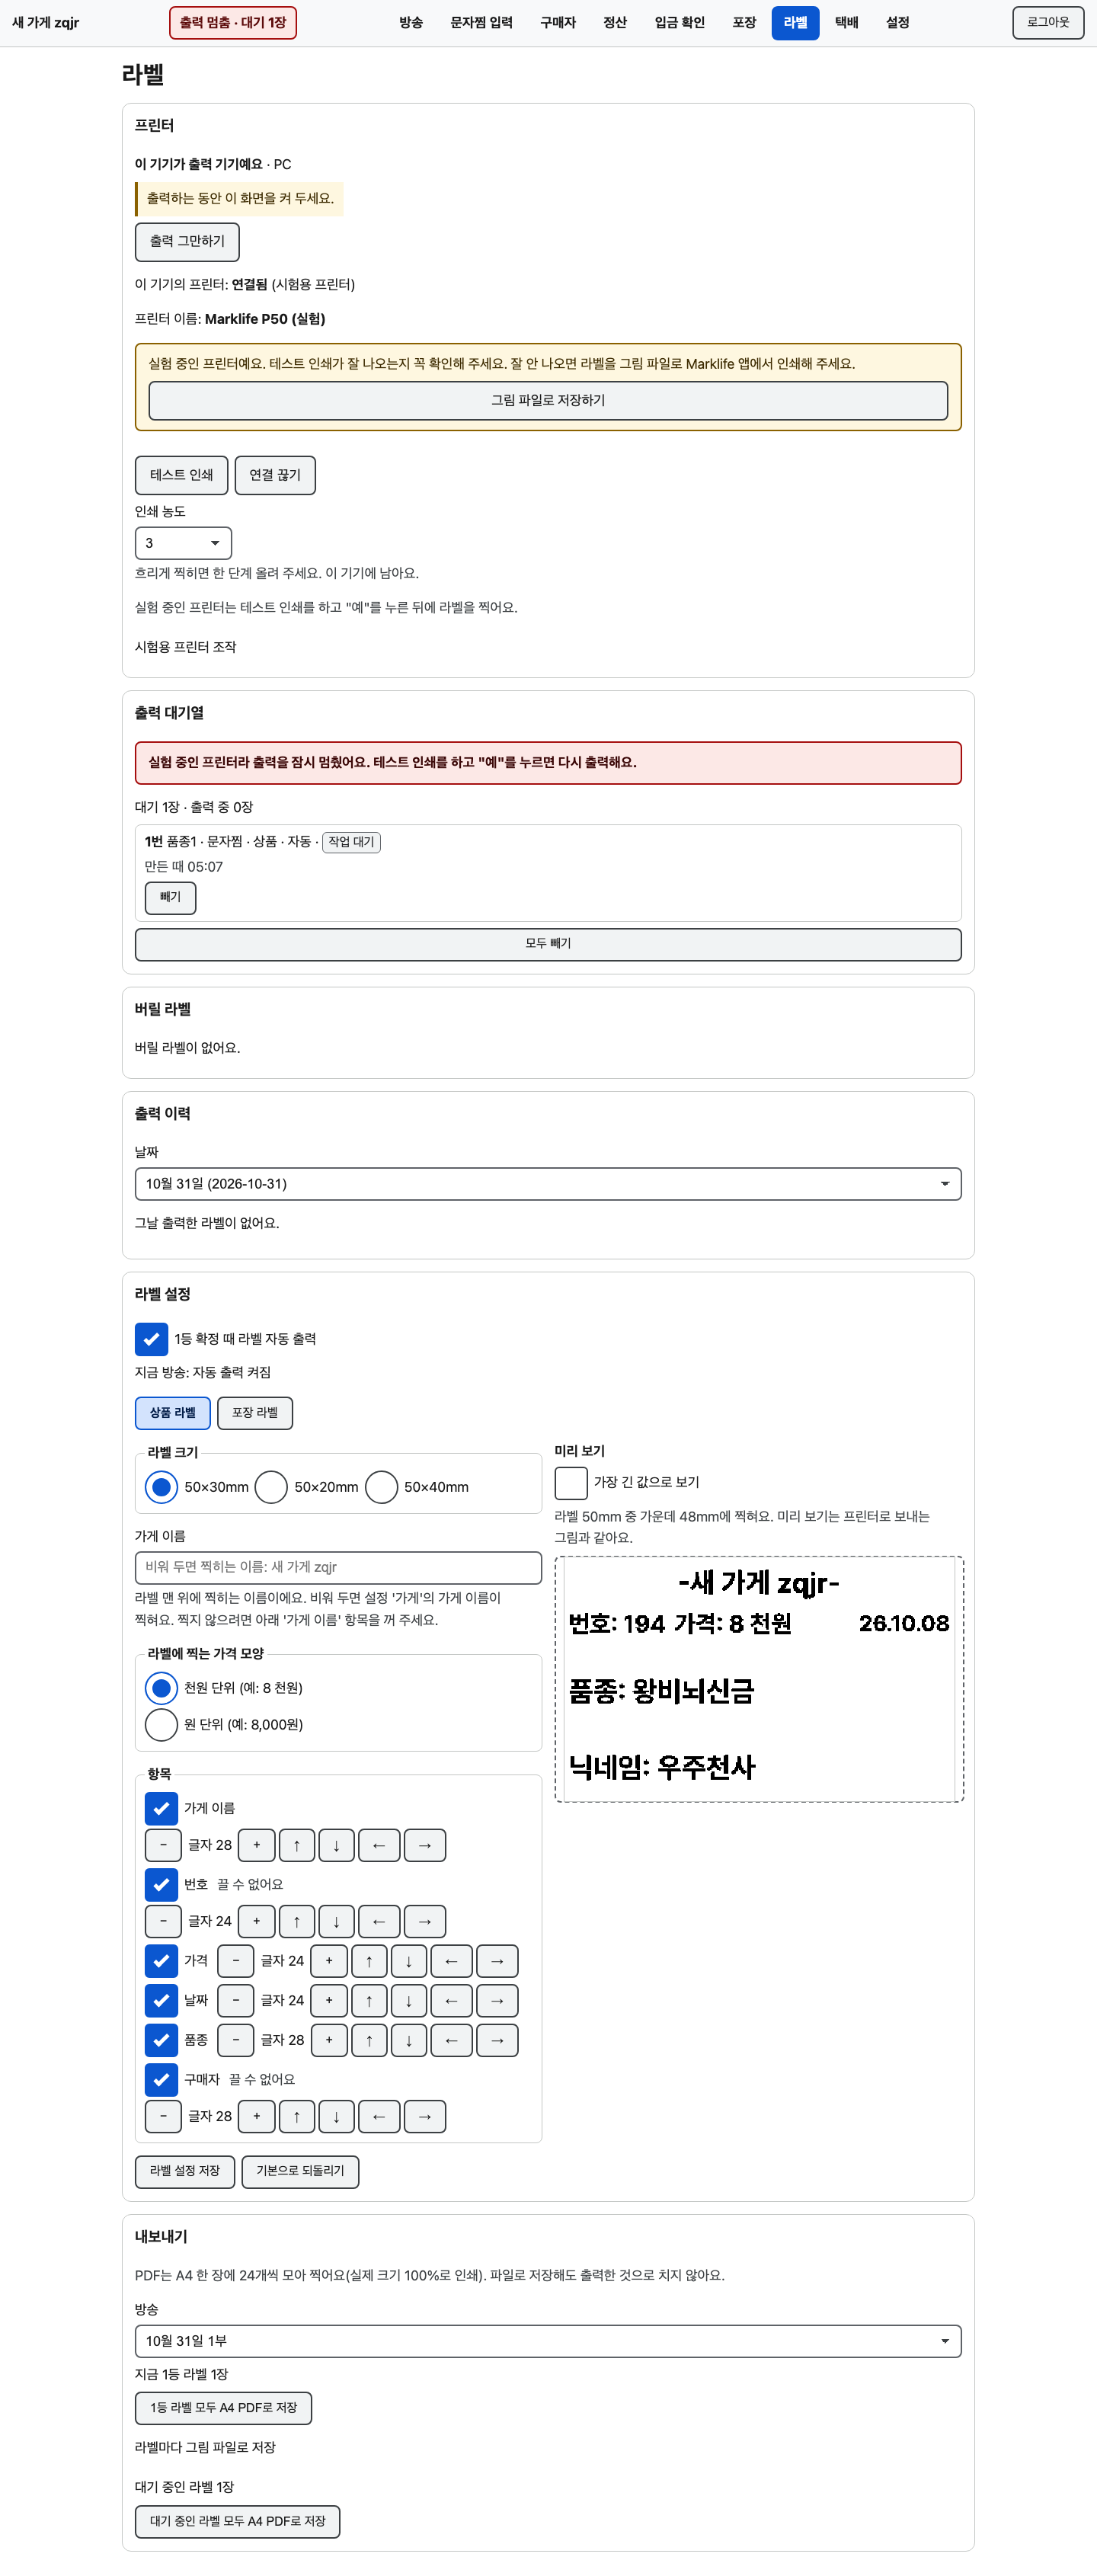 새 가게 zqjr
출력 멈춤 · 대기 1장
방송 문자찜 입력 구매자 정산 입금 확인 포장 라벨 택배 설정
로그아웃
라벨
프린터
이 기기가 출력 기기예요 · PC
출력하는 동안 이 화면을 켜 두세요.
출력 그만하기
이 기기의 프린터: 연결됨 (시험용 프린터)
프린터 이름: Marklife P50 (실험)
실험 중인 프린터예요. 테스트 인쇄가 잘 나오는지 꼭 확인해 주세요. 잘 안 나오면 라벨을 그림 파일로 Marklife 앱에서 인쇄해 주세요.
그림 파일로 저장하기
테스트 인쇄 연결 끊기
인쇄 농도
3
흐리게 찍히면 한 단계 올려 주세요. 이 기기에 남아요.
실험 중인 프린터는 테스트 인쇄를 하고 "예"를 누른 뒤에 라벨을 찍어요.
시험용 프린터 조작
출력 대기열
실험 중인 프린터라 출력을 잠시 멈췄어요. 테스트 인쇄를 하고 "예"를 누르면 다시 출력해요.
대기 1장 · 출력 중 0장
1번 품종1 · 문자찜 · 상품 · 자동 · 작업 대기
만든 때 05:07
빼기
모두 빼기
버릴 라벨
버릴 라벨이 없어요.
출력 이력
날짜
10월 31일 (2026-10-31)
그날 출력한 라벨이 없어요.
라벨 설정
1등 확정 때 라벨 자동 출력
지금 방송: 자동 출력 켜짐
상품 라벨 포장 라벨
라벨 크기
50×30mm 50×20mm 50×40mm
가게 이름
비워 두면 찍히는 이름: 새 가게 zqjr
라벨 맨 위에 찍히는 이름이에요. 비워 두면 설정 '가게'의 가게 이름이
찍혀요. 찍지 않으려면 아래 '가게 이름' 항목을 꺼 주세요.
라벨에 찍는 가격 모양
천원 단위 (예: 8 천원)
원 단위 (예: 8,000원)
항목
가게 이름
− 글자 28 + ↑ ↓ ← →
번호 끌 수 없어요
− 글자 24 + ↑ ↓ ← →
가격 − 글자 24 + ↑ ↓ ← →
날짜 − 글자 24 + ↑ ↓ ← →
품종 − 글자 28 + ↑ ↓ ← →
구매자 끌 수 없어요
− 글자 28 + ↑ ↓ ← →
라벨 설정 저장 기본으로 되돌리기
미리 보기
가장 긴 값으로 보기
라벨 50mm 중 가운데 48mm에 찍혀요. 미리 보기는 프린터로 보내는
그림과 같아요.
-새 가게 zqjr-
번호: 194 가격: 8 천원 26.10.08
품종: 왕비뇌신금
닉네임: 우주천사
내보내기
PDF는 A4 한 장에 24개씩 모아 찍어요(실제 크기 100%로 인쇄). 파일로 저장해도 출력한 것으로 치지 않아요.
방송
10월 31일 1부
지금 1등 라벨 1장
1등 라벨 모두 A4 PDF로 저장
라벨마다 그림 파일로 저장
대기 중인 라벨 1장
대기 중인 라벨 모두 A4 PDF로 저장